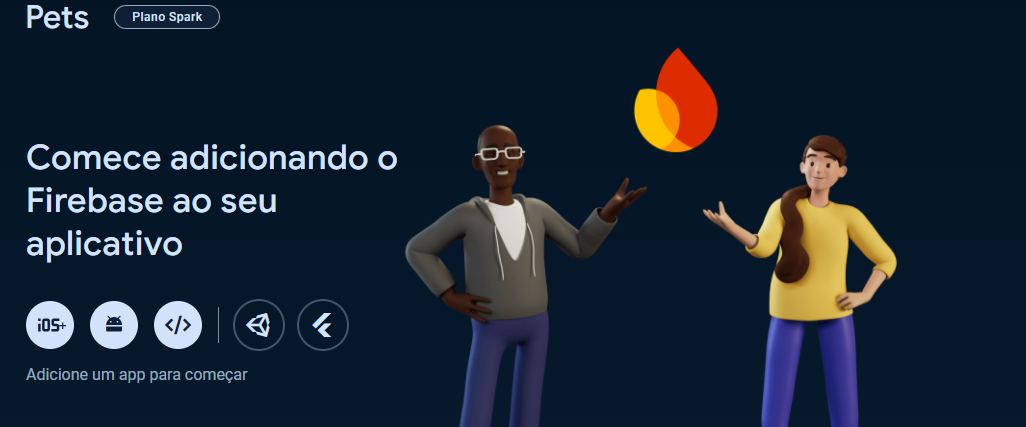 Pets
Plano Spark
Comece adicionando o
Firebase ao seu
aplicativo
iOS+
</>
Adicione um app para começar